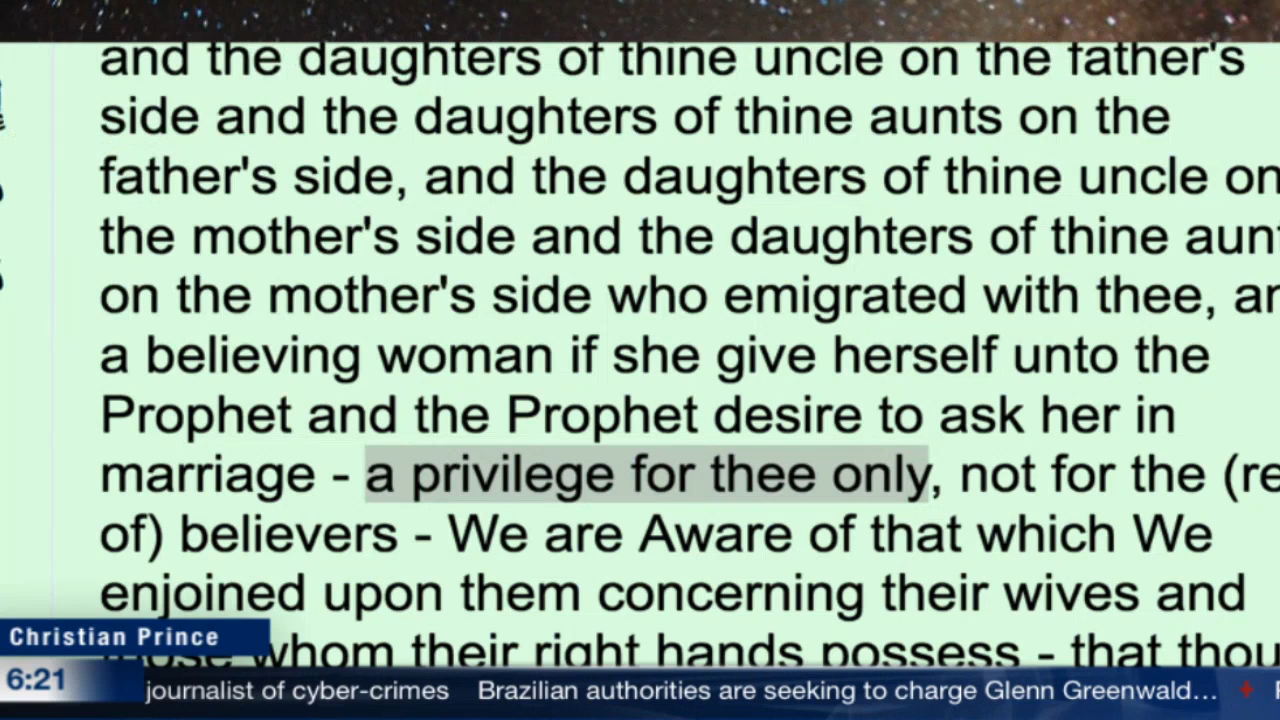 and the daughters of thine uncle on the father's
side and the daughters of thine aunts on the
father's side, and the daughters of thine uncle on
the mother's side and the daughters of thine aunt
on the mother's side who emigrated with thee, an
a believing woman if she give herself unto the
Prophet and the Prophet desire to ask her in
marriage - a privilege for thee only, not for the (re
of) believers - We are Aware of that which We
enjoined upon them concerning their wives and
those whom their right hands possess - that thou
Christian Prince
6:21
journalist of cyber-crimes Brazilian authorities are seeking to charge Glenn Greenwald...